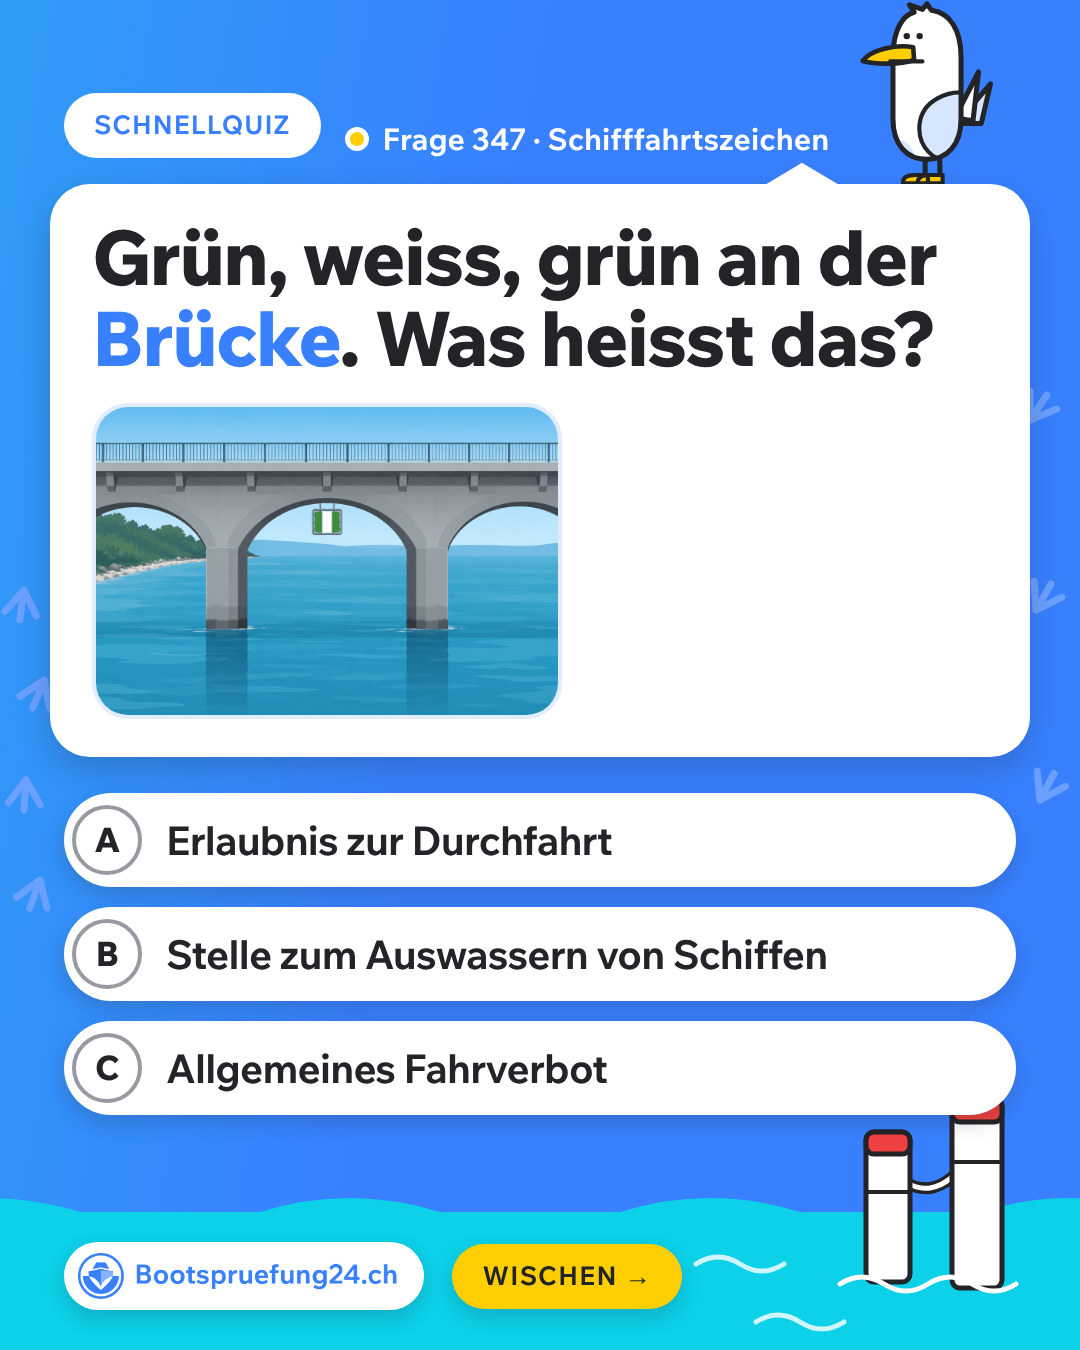 SCHNELLQUIZ
Frage 347 · Schifffahrtszeichen
Grün, weiss, grün an der
Brücke. Was heisst das?
A Erlaubnis zur Durchfahrt
B Stelle zum Auswassern von Schiffen
C Allgemeines Fahrverbot
Bootspruefung24.ch
WISCHEN →